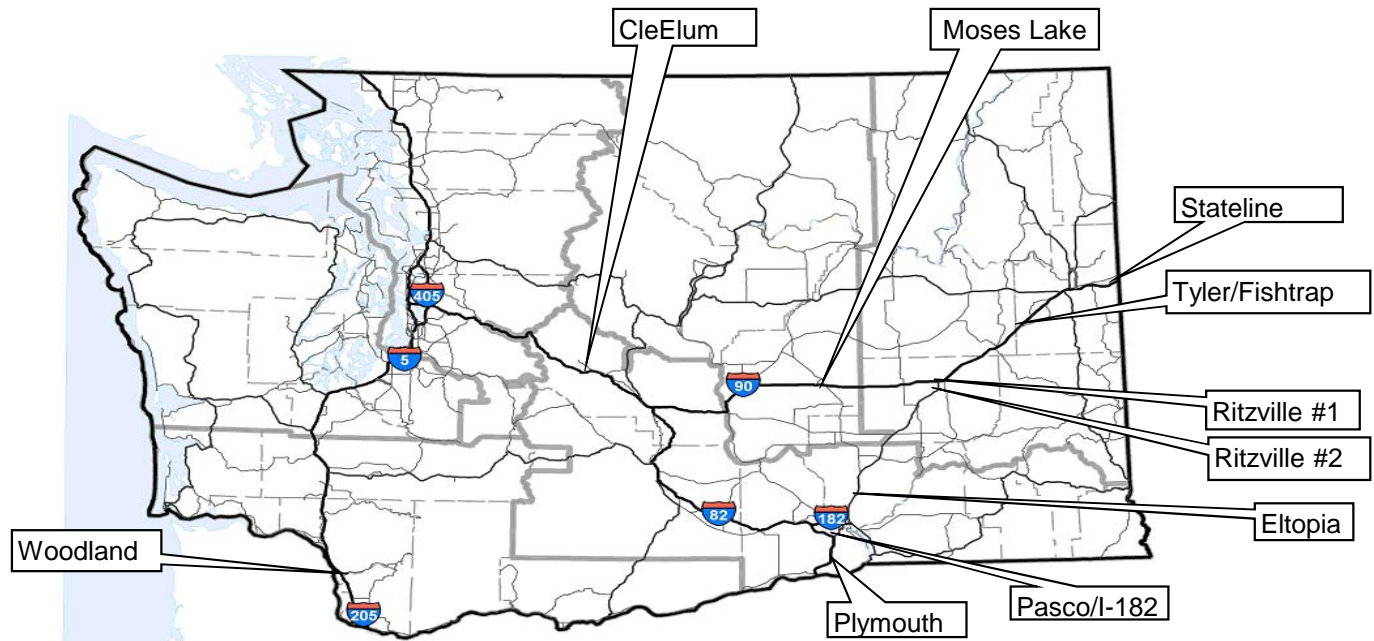 CleElum
Moses Lake
Stateline
405
Tyler/Fishtrap
5
90
Ritzville #1
Ritzville #2
82
182
Eltopia
Woodland
205
Plymouth
Pasco/I-182